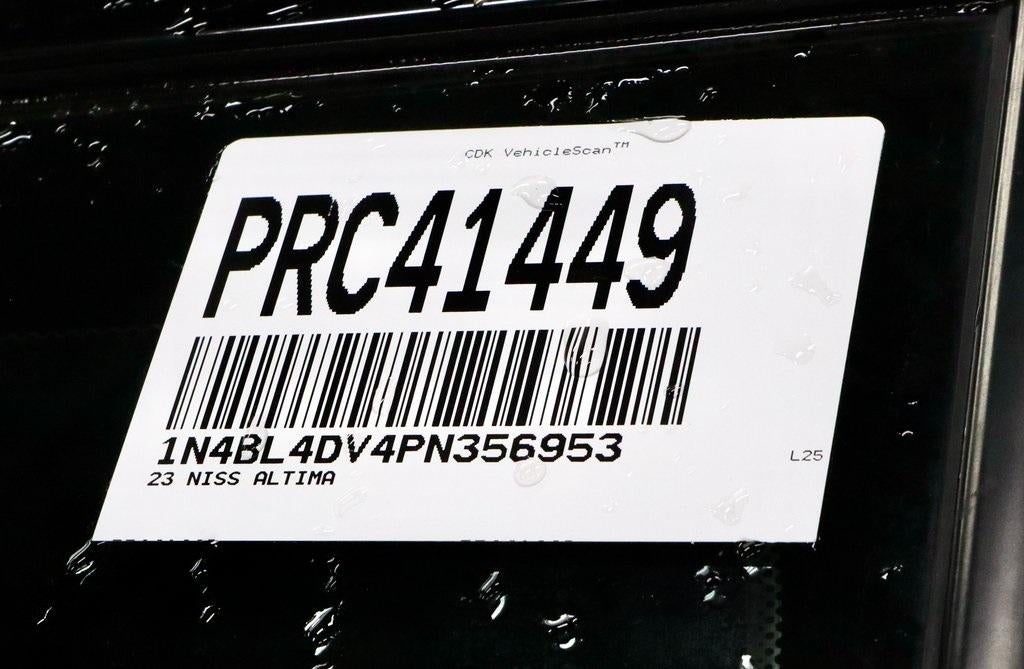 CDK VehicleScan™
PRC41449
1N4BL4DV4PN356953
23 NISS ALTIMA
L25